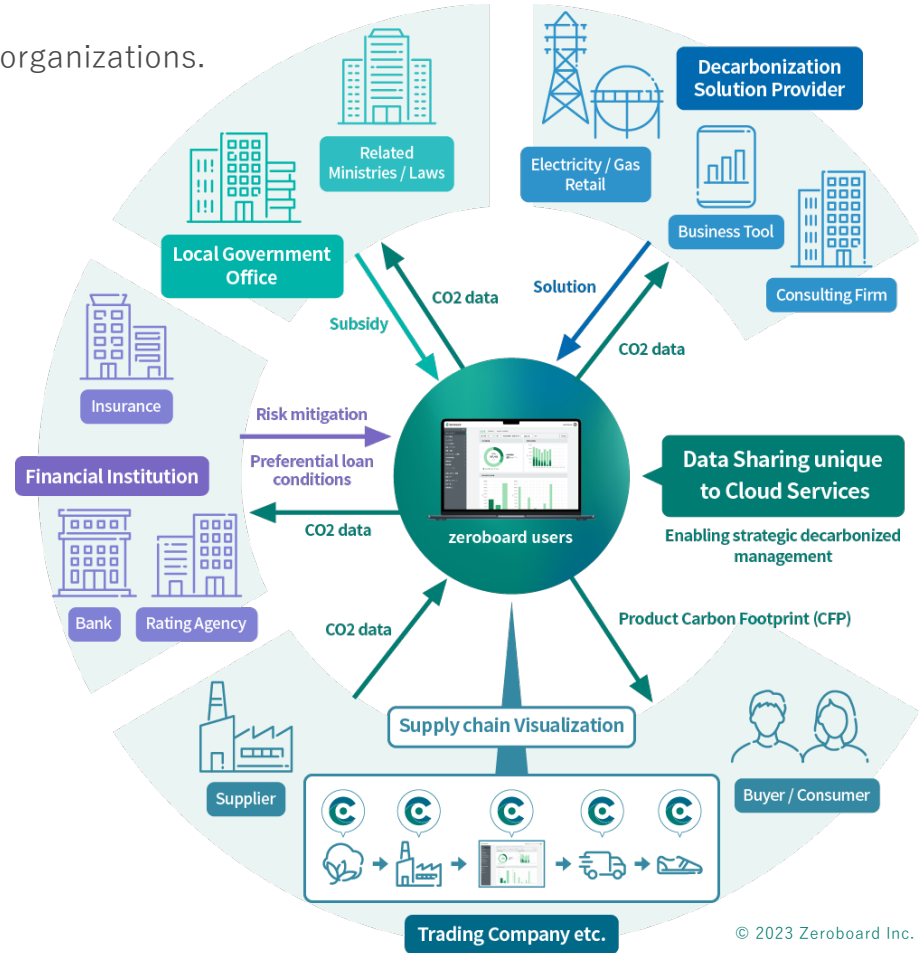 organizations.
Related
Ministries / Laws
Local Government
Office
Decarbonization
Solution Provider
Electricity / Gas
Retail
Business Tool
Consulting Firm
Subsidy
CO2 data
Solution
CO2 data
Insurance
Financial Institution
Bank
Rating Agency
Risk mitigation
Preferential loan
conditions
CO2 data
zeroboard users
Data Sharing unique
to Cloud Services
Enabling strategic decarbonized
management
CO2 data
Product Carbon Footprint (CFP)
Supply chain Visualization
Supplier
Buyer / Consumer
Trading Company etc.
© 2023 Zeroboard Inc.